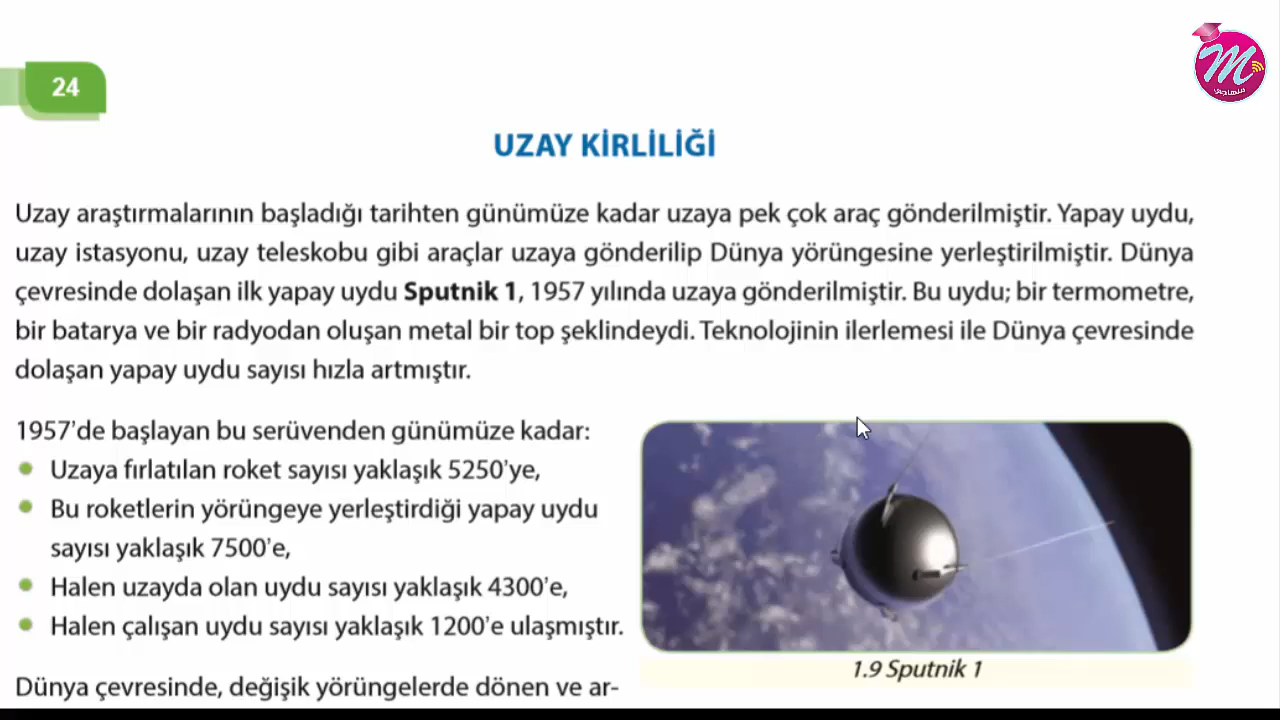 24
UZAY KİRLİLİĞİ
Uzay araştırmalarının başladığı tarihten günümüze kadar uzaya pek çok araç gönderilmiştir. Yapay uydu,
uzay istasyonu, uzay teleskobu gibi araçlar uzaya gönderilip Dünya yörüngesine yerleştirilmiştir. Dünya
çevresinde dolaşan ilk yapay uydu Sputnik 1, 1957 yılında uzaya gönderilmiştir. Bu uydu; bir termometre,
bir batarya ve bir radyodan oluşan metal bir top şeklindeydi. Teknolojinin ilerlemesi ile Dünya çevresinde
dolaşan yapay uydu sayısı hızla artmıştır.
1957’de başlayan bu serüvenden günümüze kadar:
Uzaya fırlatılan roket sayısı yaklaşık 5250’ye,
Bu roketlerin yörüngeye yerleştirdiği yapay uydu
sayısı yaklaşık 7500’e,
Halen uzayda olan uydu sayısı yaklaşık 4300’e,
Halen çalışan uydu sayısı yaklaşık 1200’e ulaşmıştır.
Dünya çevresinde, değişik yörüngelerde dönen ve ar-
1.9 Sputnik 1
M
منهاجي